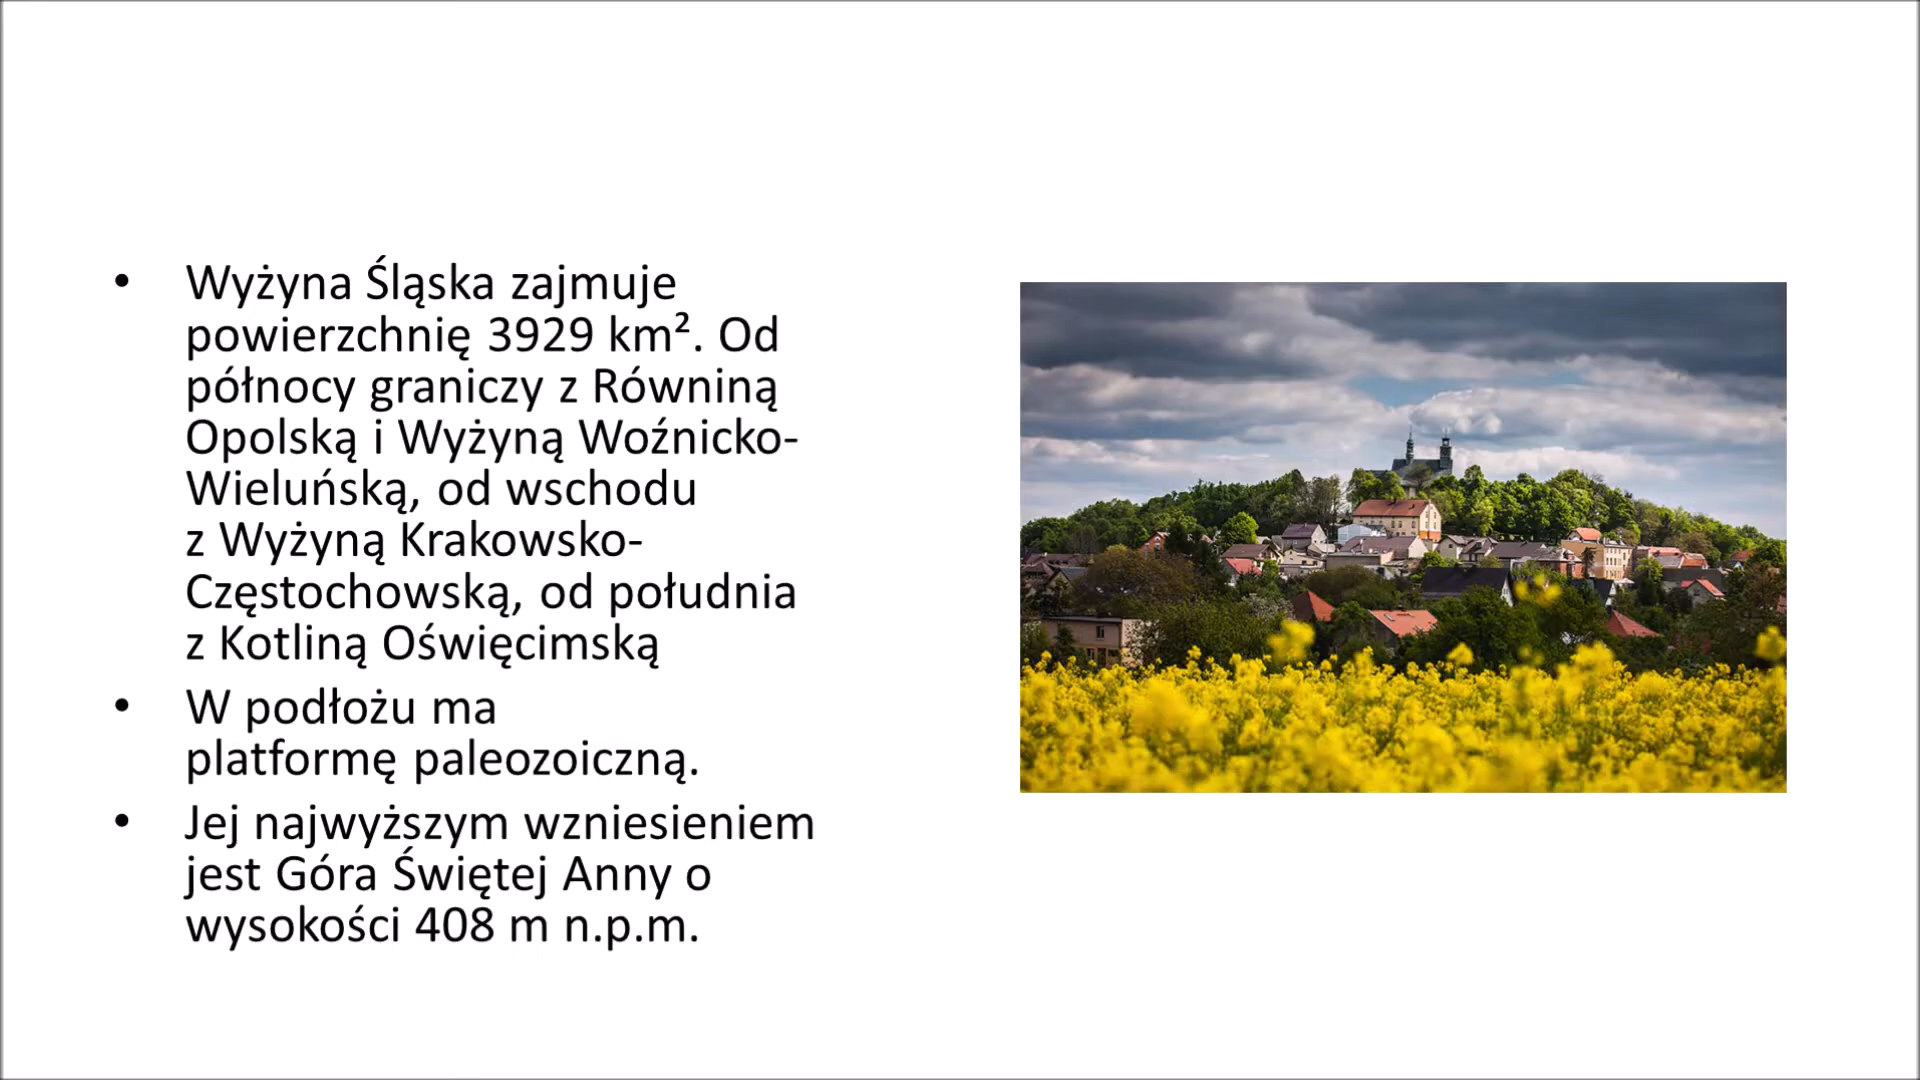 • Wyżyna Śląska zajmuje
powierzchnię 3929 km². Od
północy graniczy z Równiną
Opolską i Wyżyną Woźnicko-
Wieluńską, od wschodu
z Wyżyną Krakowsko-
Częstochowską, od południa
z Kotliną Oświęcimską
• W podłożu ma
platformę paleozoiczną.
• Jej najwyższym wzniesieniem
jest Góra Świętej Anny o
wysokości 408 m n.p.m.